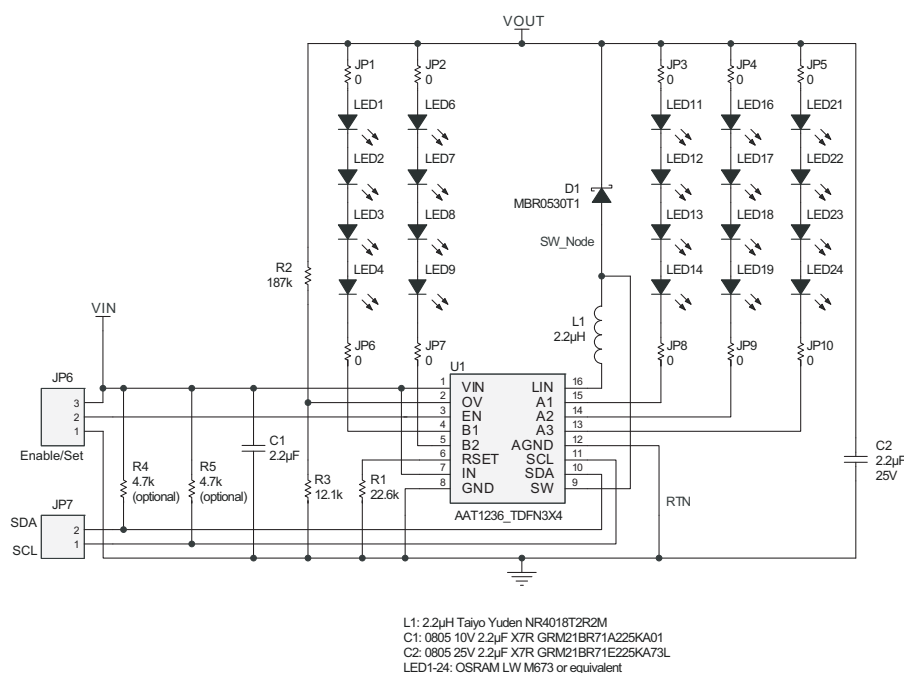 VOUT
JP1
0
JP2
0
JP3
0
JP4
0
JP5
0
LED1
LED6
LED11
LED16
LED21
LED2
LED7
LED12
LED17
LED22
D1
MBR0530T1
LED3
LED8
LED13
LED18
LED23
SW_Node
R2
187k
LED4
LED9
LED14
LED19
LED24
VIN
L1
2.2µH
JP6
0
JP7
0
JP8
0
JP9
0
JP10
0
U1
JP6
3
2
1
Enable/Set
1 VIN LIN 16
2 OV A1 15
3 EN A2 14
4 B1 A3 13
5 B2 AGND 12
6 RSET SCL 11
7 IN SDA 10
8 GND SW 9
AAT1236_TDFN3X4
C1
2.2µF
C2
2.2µF
25V
R4
4.7k
(optional)
R5
4.7k
(optional)
R3
12.1k
R1
22.6k
RTN
JP7
SDA 2
SCL 1
L1: 2.2µH Taiyo Yuden NR4018T2R2M
C1: 0805 10V 2.2µF X7R GRM21BR71A225KA01
C2: 0805 25V 2.2µF X7R GRM21BR71E225KA73L
LED1-24: OSRAM LW M673 or equivalent